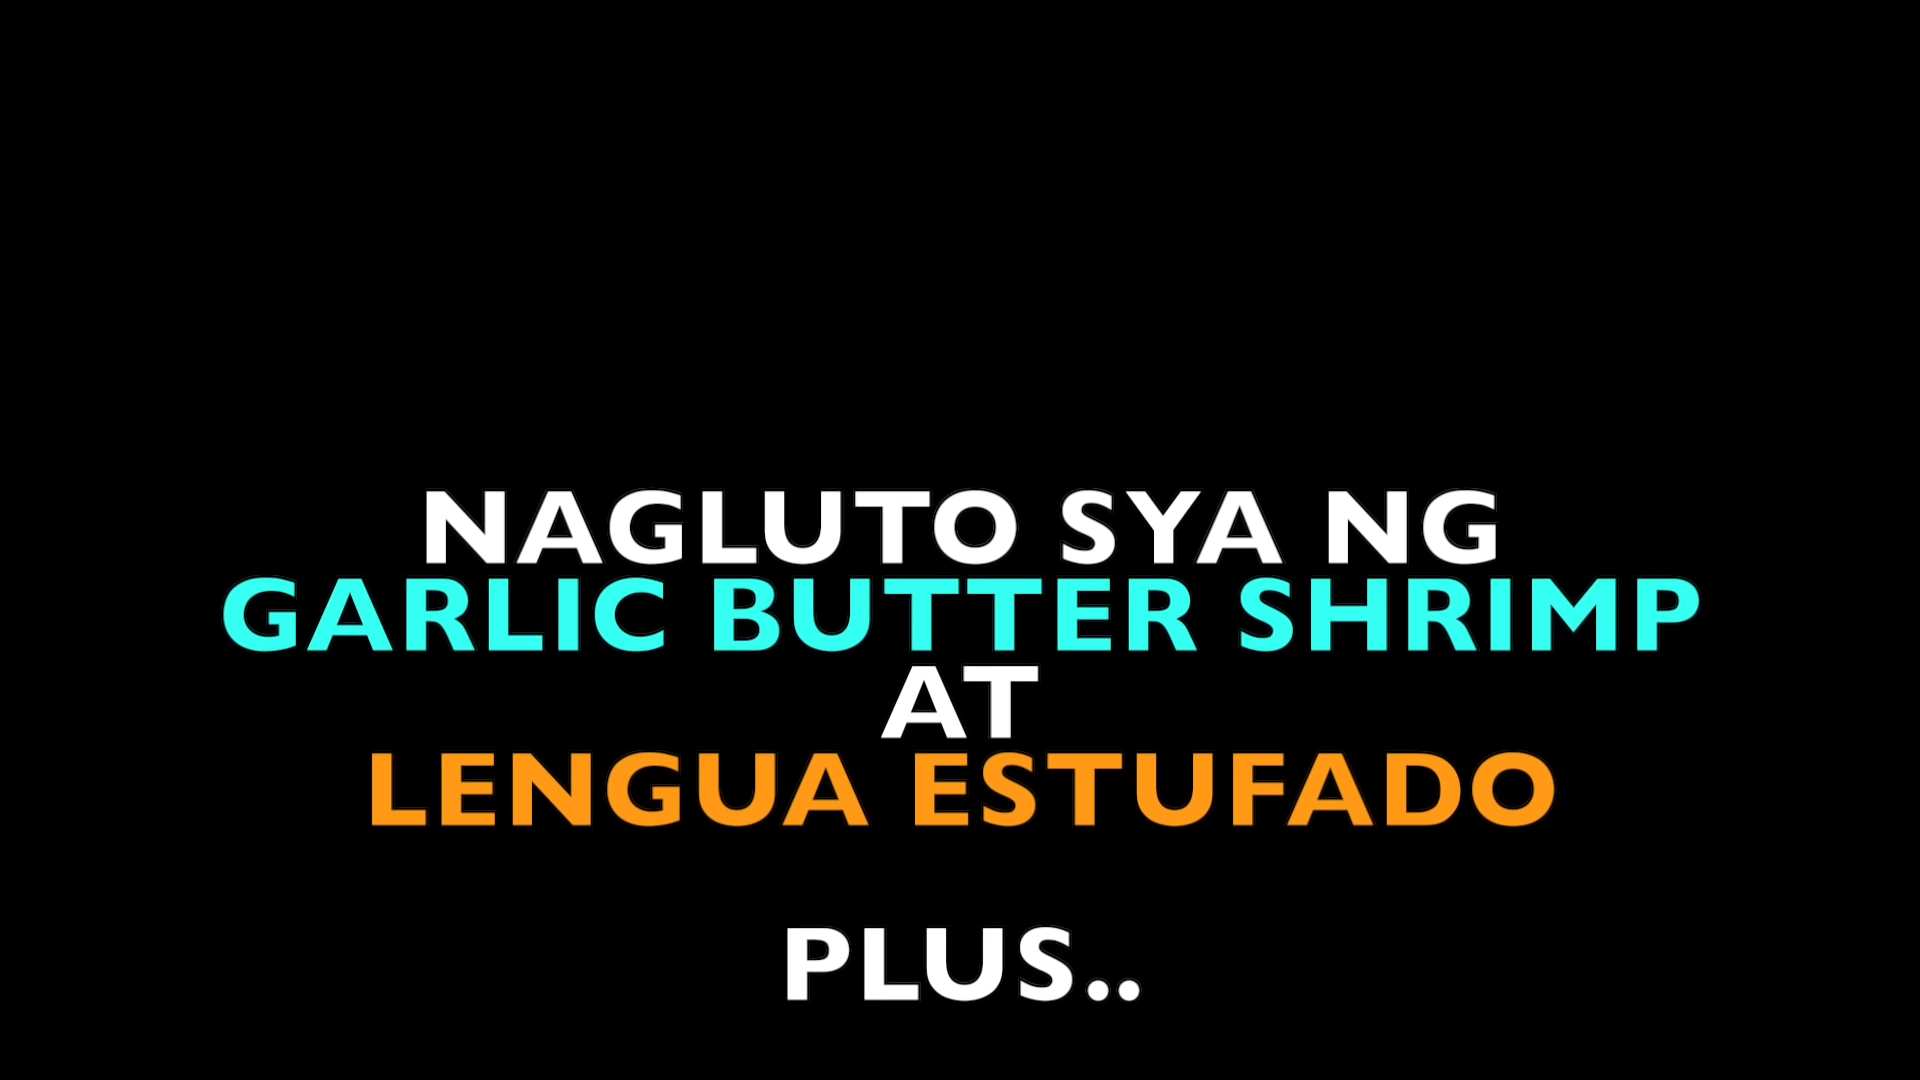 NAGLUTO SYA NG
GARLIC BUTTER SHRIMP
AT
LENGUA ESTUFADO
PLUS..